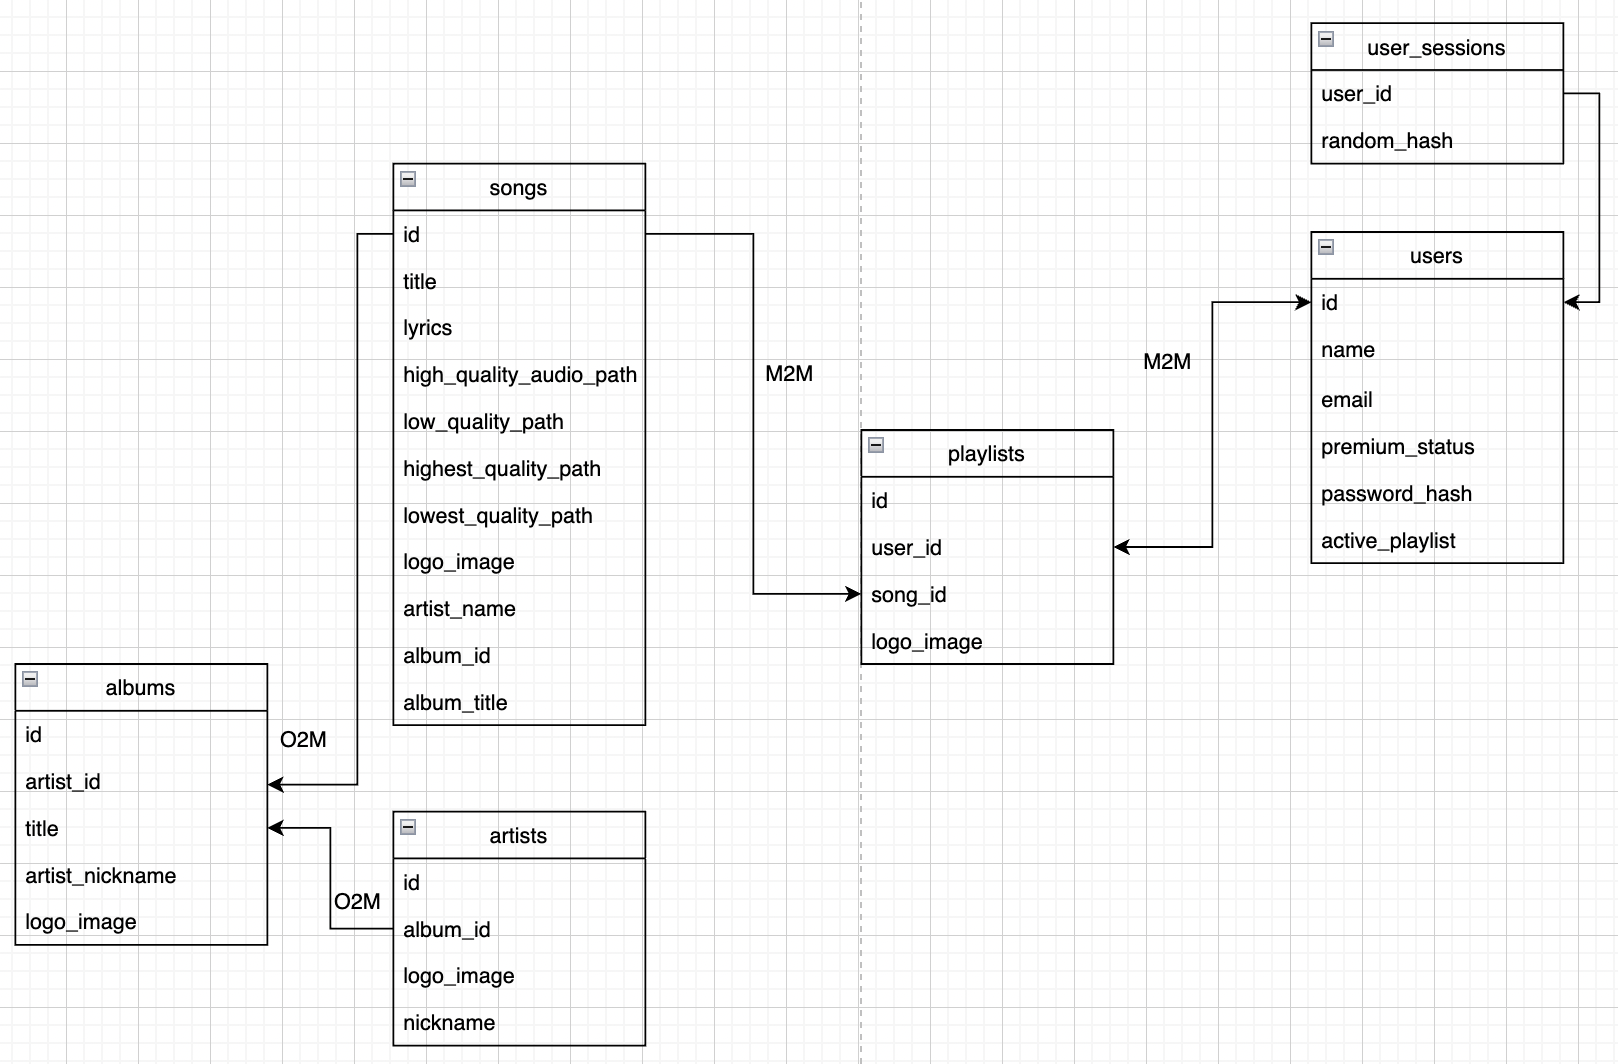 user_sessions
user_id
random_hash
songs
id
title
lyrics
high_quality_audio_path
low_quality_path
highest_quality_path
lowest_quality_path
logo_image
artist_name
album_id
album_title
M2M
M2M
users
id
name
email
premium_status
password_hash
active_playlist
playlists
id
user_id
song_id
logo_image
albums
id
artist_id
title
artist_nickname
logo_image
O2M
O2M
artists
id
album_id
logo_image
nickname